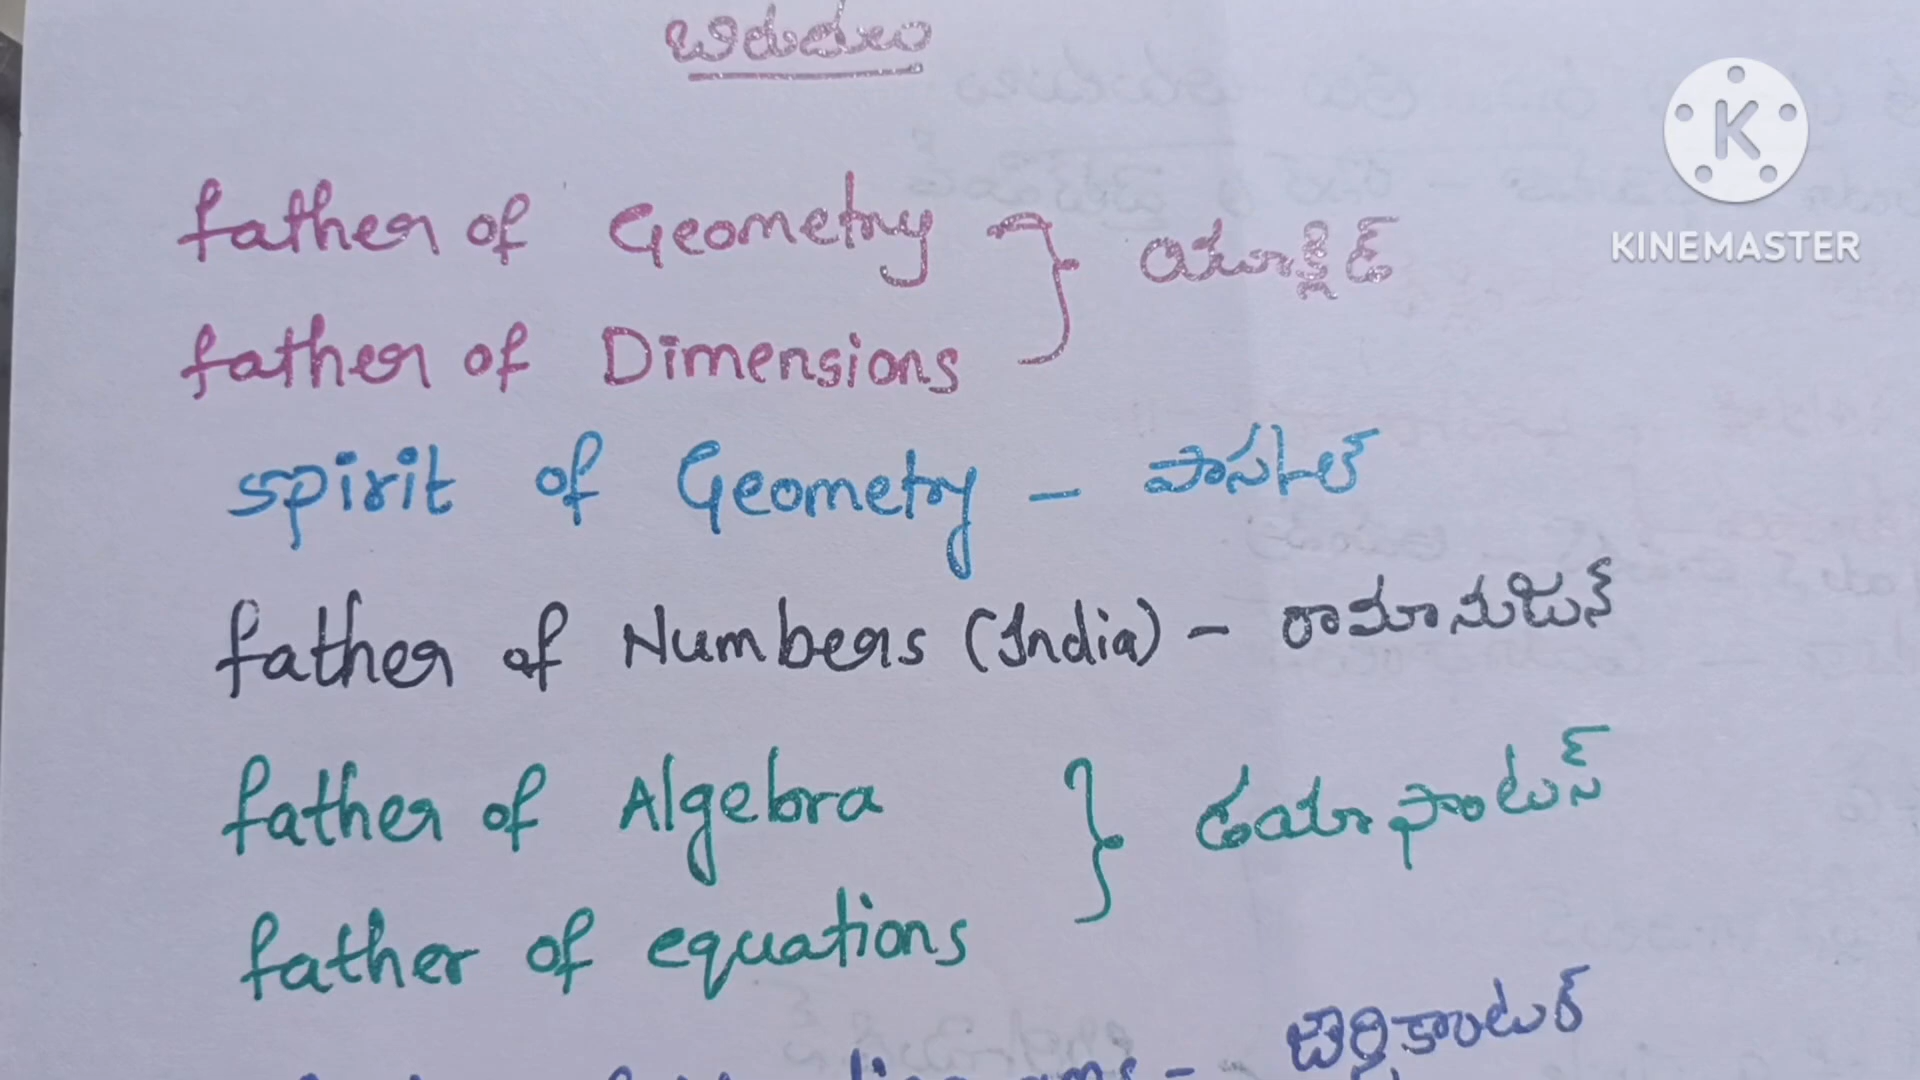 బిరుదులు
father of Geometry } యూక్లిడ్
father of Dimensions
spirit of Geometry – పాస్కల్
father of Numbers (India) – రామానుజన్
father of Algebra } డయోఫాంటస్
father of equations
జార్జికాంటర్
KINEMASTER